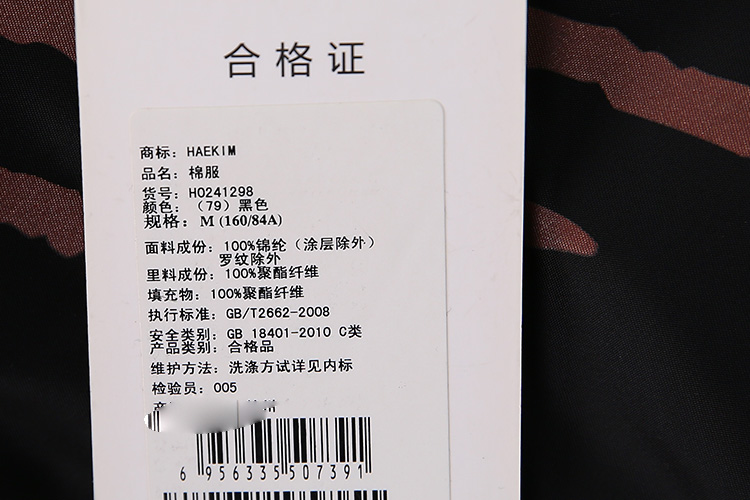 合格证
商标：HAEKIM
品名：棉服
货号：HO241298
颜色：（79）黑色
规格：M (160/84A)
面料成份：100%锦纶（涂层除外）
罗纹除外
里料成份：100%聚酯纤维
填充物：100%聚酯纤维
执行标准：GB/T2662-2008
安全类别：GB 18401-2010 C类
产品类别：合格品
维护方法：洗涤方试详见内标
检验员：005
6 956335 507391